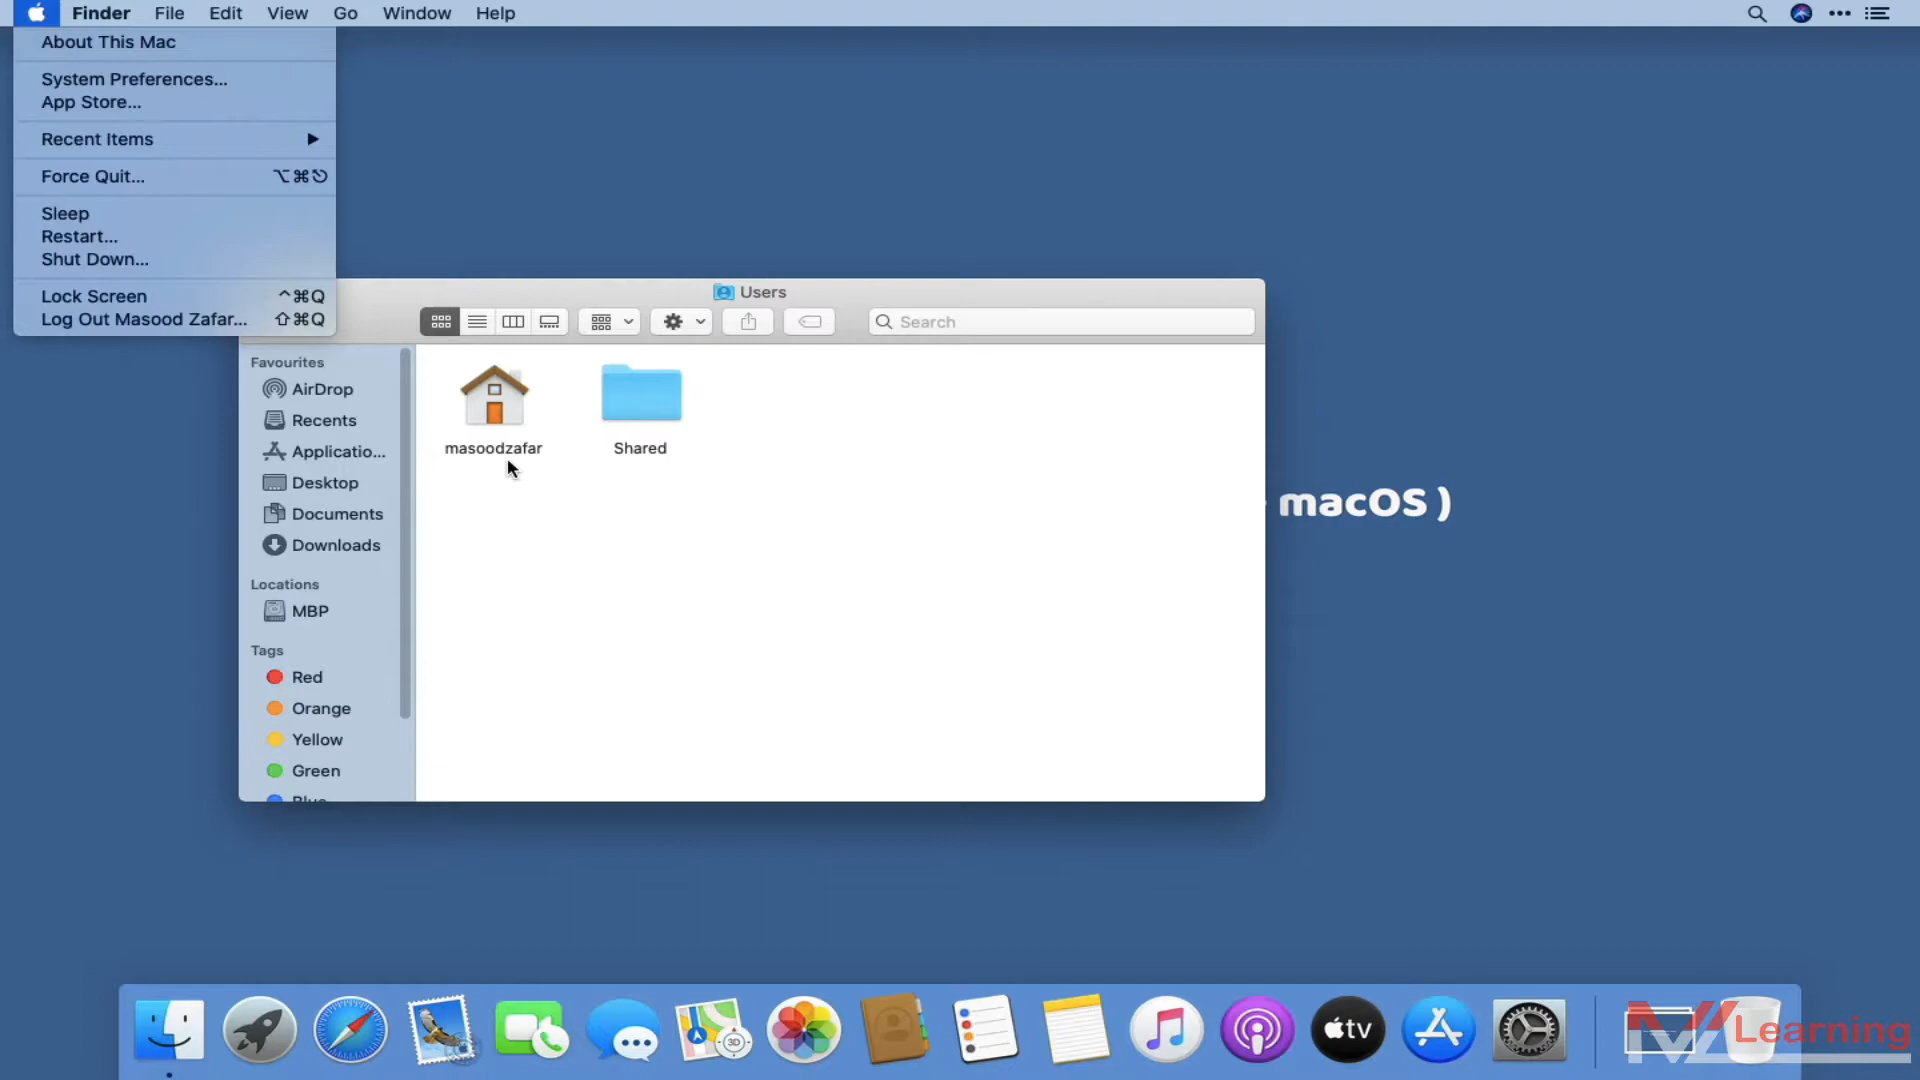 Finder File Edit View Go Window Help
About This Mac
System Preferences...
App Store...
Recent Items
Force Quit... ⌥⌘⎋
Sleep
Restart...
Shut Down...
Lock Screen ^⌘Q
Log Out Masood Zafar... ⇧⌘Q
Users
Search
Favourites
AirDrop
Recents
Applicatio...
Desktop
Documents
Downloads
Locations
MBP
Tags
Red
Orange
Yellow
Green
Blue
masoodzafar
Shared
macOS )
3D
tv
Learning